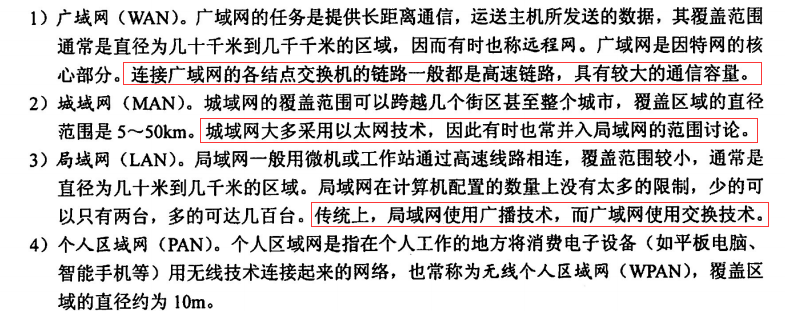 1）广域网（WAN）。广域网的任务是提供长距离通信，运送主机所发送的数据，其覆盖范围
通常是直径为几十千米到几千千米的区域，因而有时也称远程网。广域网是因特网的核
心部分。连接广域网的各结点交换机的链路一般都是高速链路，具有较大的通信容量。
2）城域网（MAN）。城域网的覆盖范围可以跨越几个街区甚至整个城市，覆盖区域的直径
范围是 5～50km。城域网大多采用以太网技术，因此有时也常并入局域网的范围讨论。
3）局域网（LAN）。局域网一般用微机或工作站通过高速线路相连，覆盖范围较小，通常是
直径为几十米到几千米的区域。局域网在计算机配置的数量上没有太多的限制，少的可
以只有两台，多的可达几百台。传统上，局域网使用广播技术，而广域网使用交换技术。
4）个人区域网（PAN）。个人区域网是指在个人工作的地方将消费电子设备（如平板电脑、
智能手机等）用无线技术连接起来的网络，也常称为无线个人区域网（WPAN），覆盖区
域的直径约为 10m。